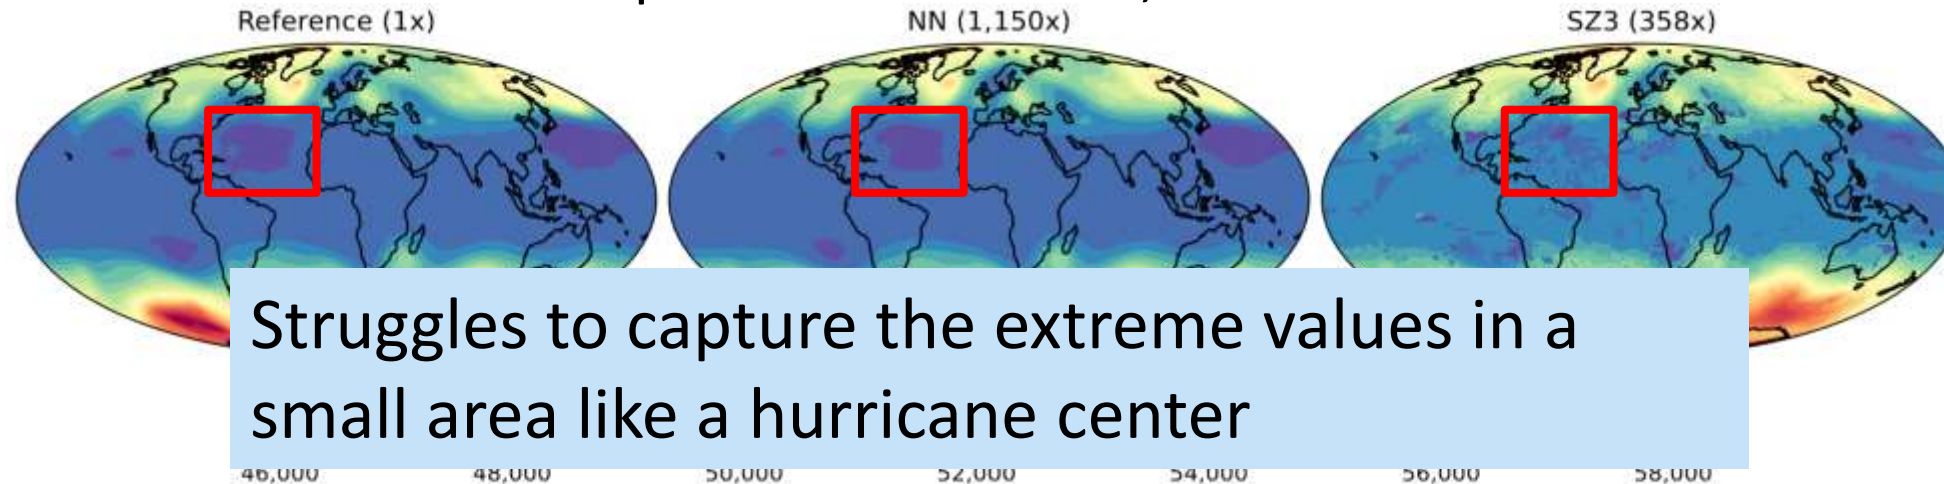 Reference (1x) NN (1,150x) SZ3 (358x)
Struggles to capture the extreme values in a
small area like a hurricane center
46,000 48,000 50,000 52,000 54,000 56,000 58,000